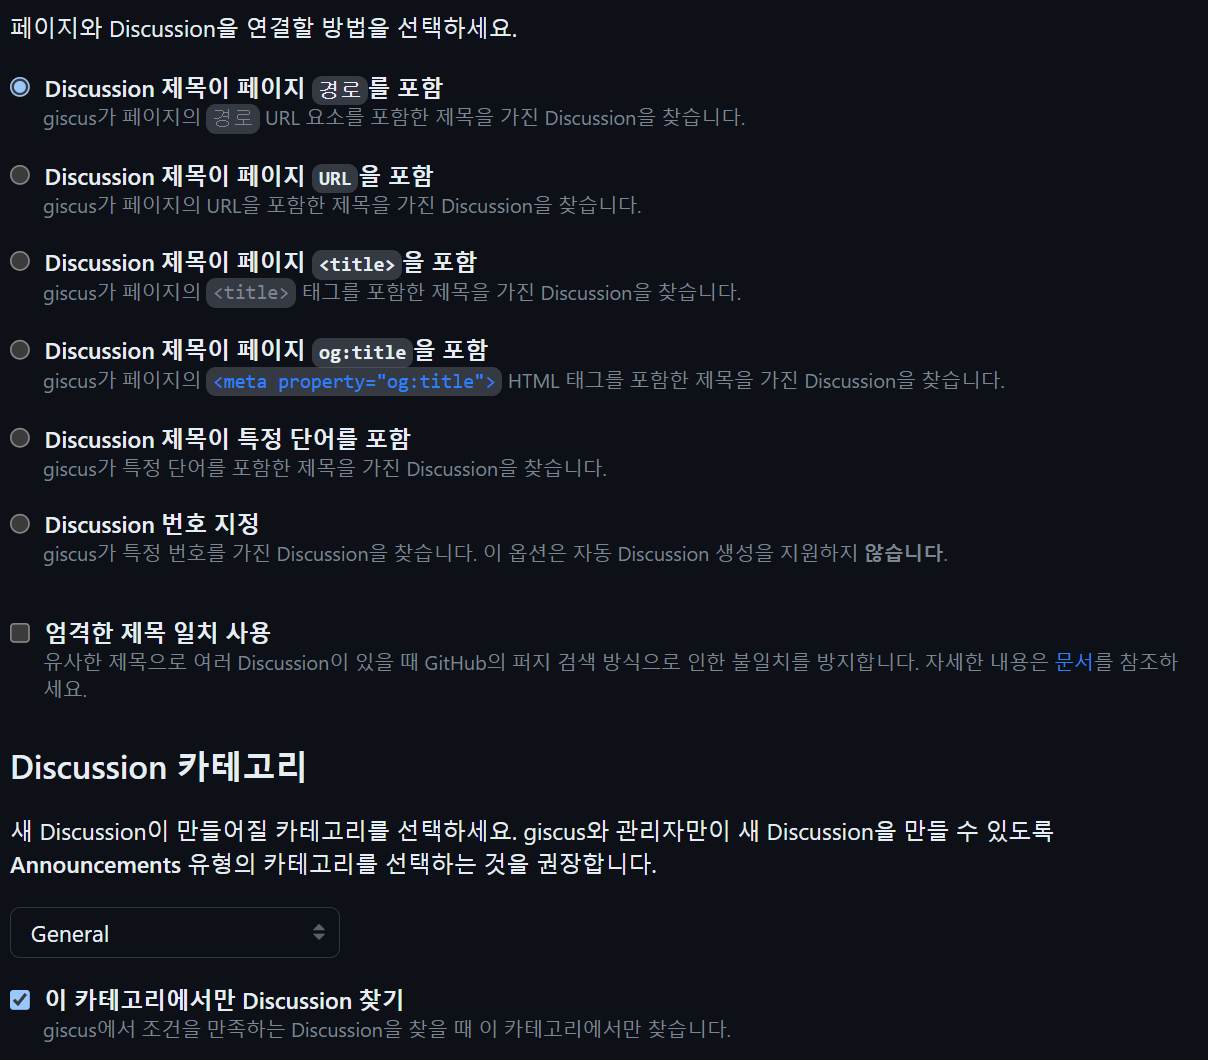 페이지와 Discussion을 연결할 방법을 선택하세요.
Discussion 제목이 페이지 경로를 포함
giscus가 페이지의 경로 URL 요소를 포함한 제목을 가진 Discussion을 찾습니다.
Discussion 제목이 페이지 URL을 포함
giscus가 페이지의 URL을 포함한 제목을 가진 Discussion을 찾습니다.
Discussion 제목이 페이지 <title>을 포함
giscus가 페이지의 <title> 태그를 포함한 제목을 가진 Discussion을 찾습니다.
Discussion 제목이 페이지 og:title을 포함
giscus가 페이지의 <meta property="og:title"> HTML 태그를 포함한 제목을 가진 Discussion을 찾습니다.
Discussion 제목이 특정 단어를 포함
giscus가 특정 단어를 포함한 제목을 가진 Discussion을 찾습니다.
Discussion 번호 지정
giscus가 특정 번호를 가진 Discussion을 찾습니다. 이 옵션은 자동 Discussion 생성을 지원하지 않습니다.
엄격한 제목 일치 사용
유사한 제목으로 여러 Discussion이 있을 때 GitHub의 퍼지 검색 방식으로 인한 불일치를 방지합니다. 자세한 내용은 문서를 참조하
세요.
Discussion 카테고리
새 Discussion이 만들어질 카테고리를 선택하세요. giscus와 관리자만이 새 Discussion을 만들 수 있도록
Announcements 유형의 카테고리를 선택하는 것을 권장합니다.
General
이 카테고리에서만 Discussion 찾기
giscus에서 조건을 만족하는 Discussion을 찾을 때 이 카테고리에서만 찾습니다.